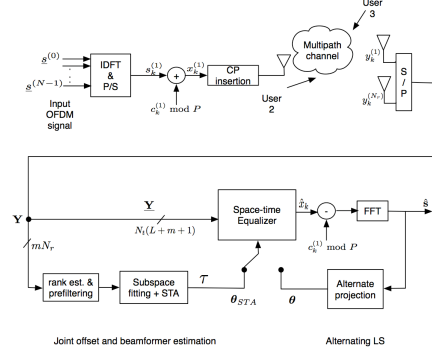 User
3
s^{(0)}
s^{(N−1)}
IDFT
&
P/S
s_k^{(1)}
x_k^{(1)}
+
c_k^{(1)} mod P
CP
insertion
Multipath
channel
User
2
y_k^{(1)}
y_k^{(N_r)}
S
/
P
Input
OFDM
signal
Y
Y
N_t(L + m + 1)
mN_r
Space-time
Equalizer
x̂_k
-
c_k^{(1)} mod P
FFT
ŝ
rank est. &
prefiltering
Subspace
fitting + STA
τ
θ_{STA}
θ
Alternate
projection
Joint offset and beamformer estimation
Alternating LS